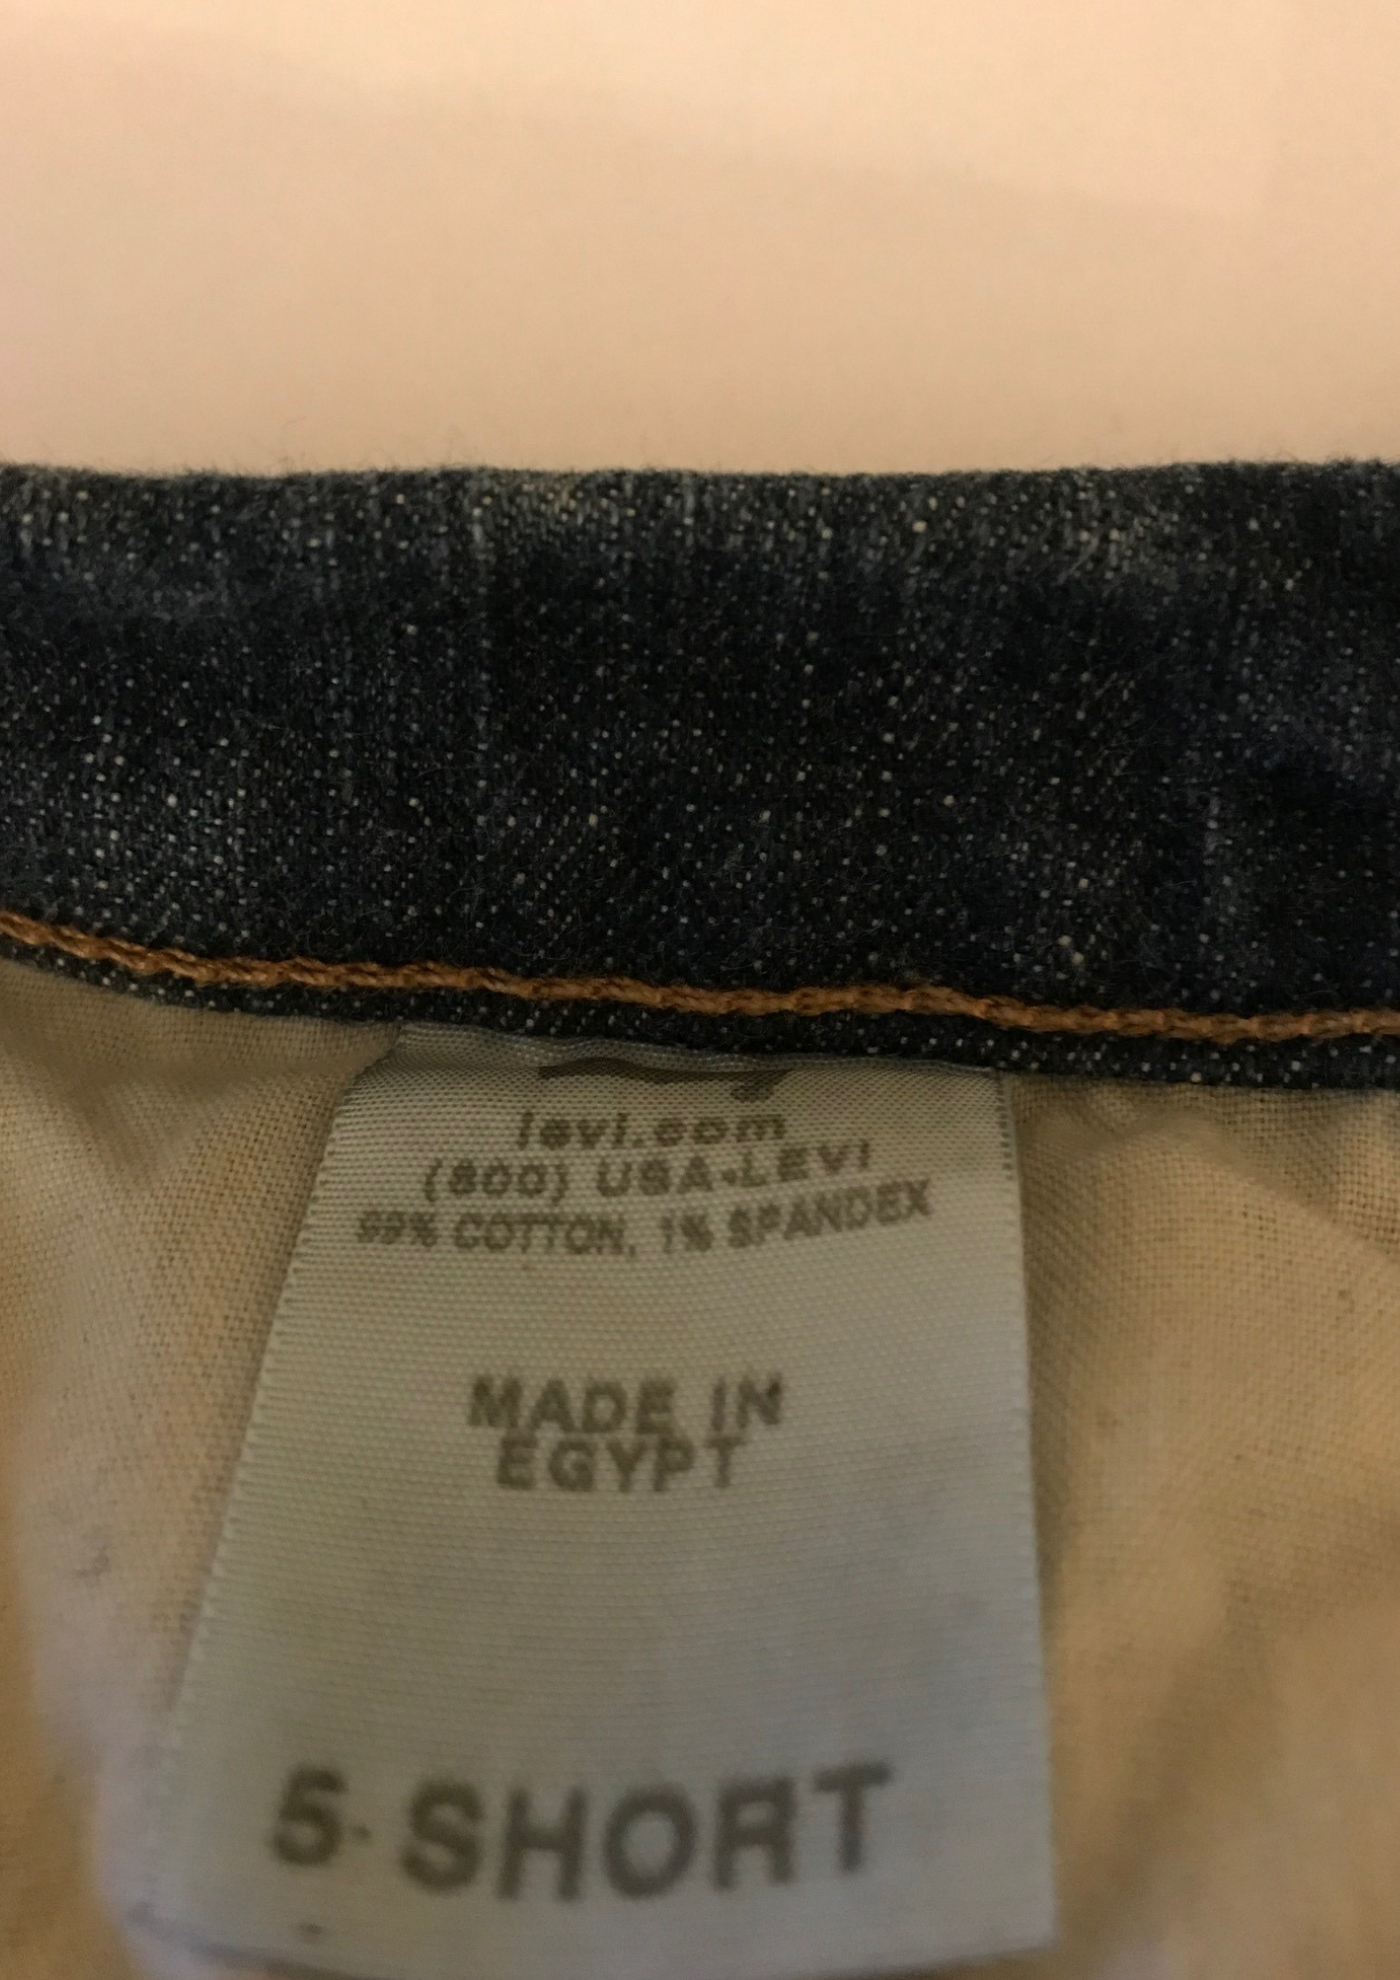 levi.com
(800) USA-LEVI
99% COTTON, 1% SPANDEX
MADE IN
EGYPT
5-SHORT